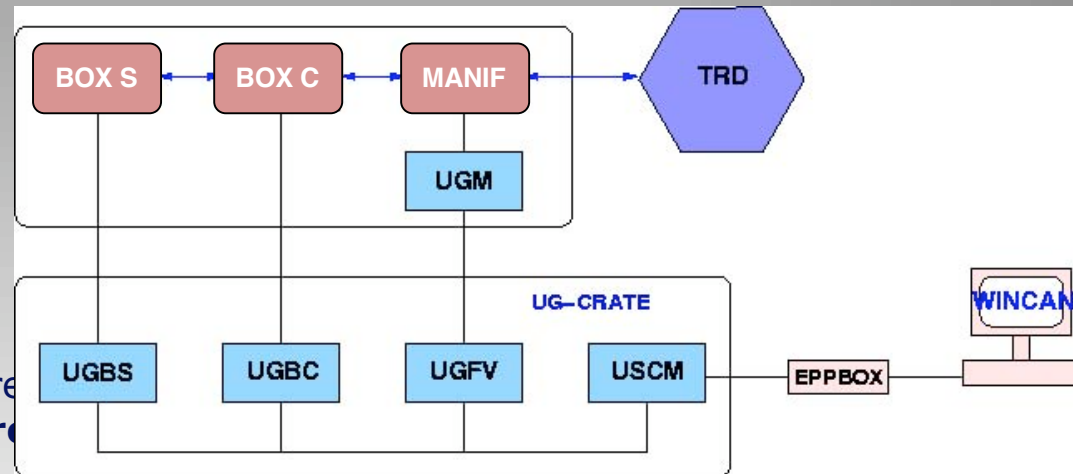 BOX S
BOX C
MANIF
TRD
UGM
UG-CRATE
WINCAN
UGBS
UGBC
UGFV
USCM
EPPBOX